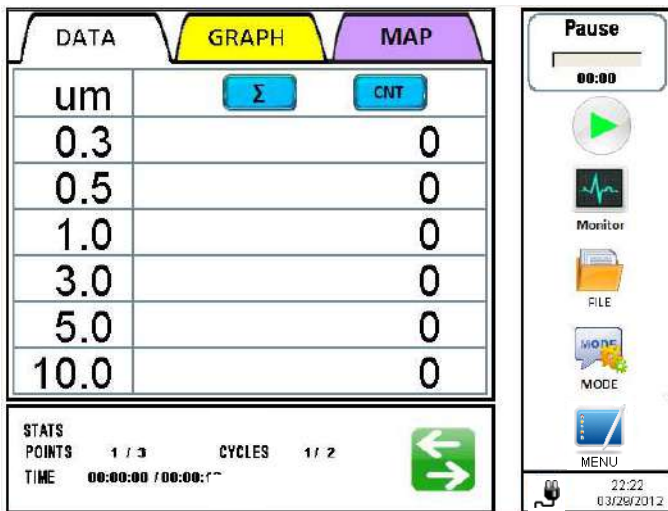 DATA GRAPH MAP
um Σ CNT
0.3 0
0.5 0
1.0 0
3.0 0
5.0 0
10.0 0
STATS
POINTS 1 / 3 CYCLES 1 / 2
TIME 00:00:00 / 00:00:
Pause
00:00
Monitor
FILE
MODE
MODE
MENU
22:22
03/29/2012